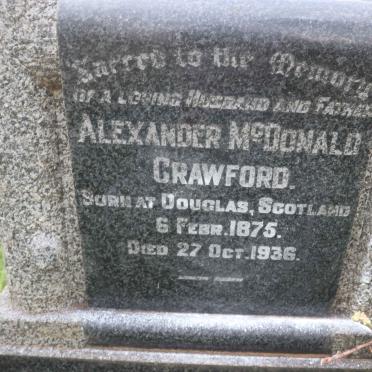 Sacred to the Memory
OF A LOVING HUSBAND AND FATHER
ALEXANDER MCDONALD
CRAWFORD.
BORN AT DOUGLAS, SCOTLAND
6 FEBR. 1875.
DIED 27 OCT. 1936.